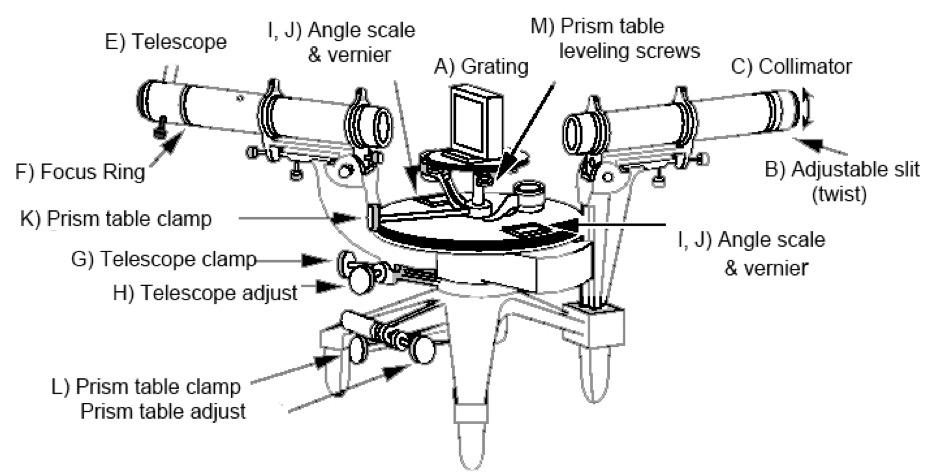 E) Telescope
I, J) Angle scale
& vernier
M) Prism table
leveling screws
A) Grating
C) Collimator
F) Focus Ring
B) Adjustable slit
(twist)
K) Prism table clamp
I, J) Angle scale
& vernier
G) Telescope clamp
H) Telescope adjust
L) Prism table clamp
Prism table adjust